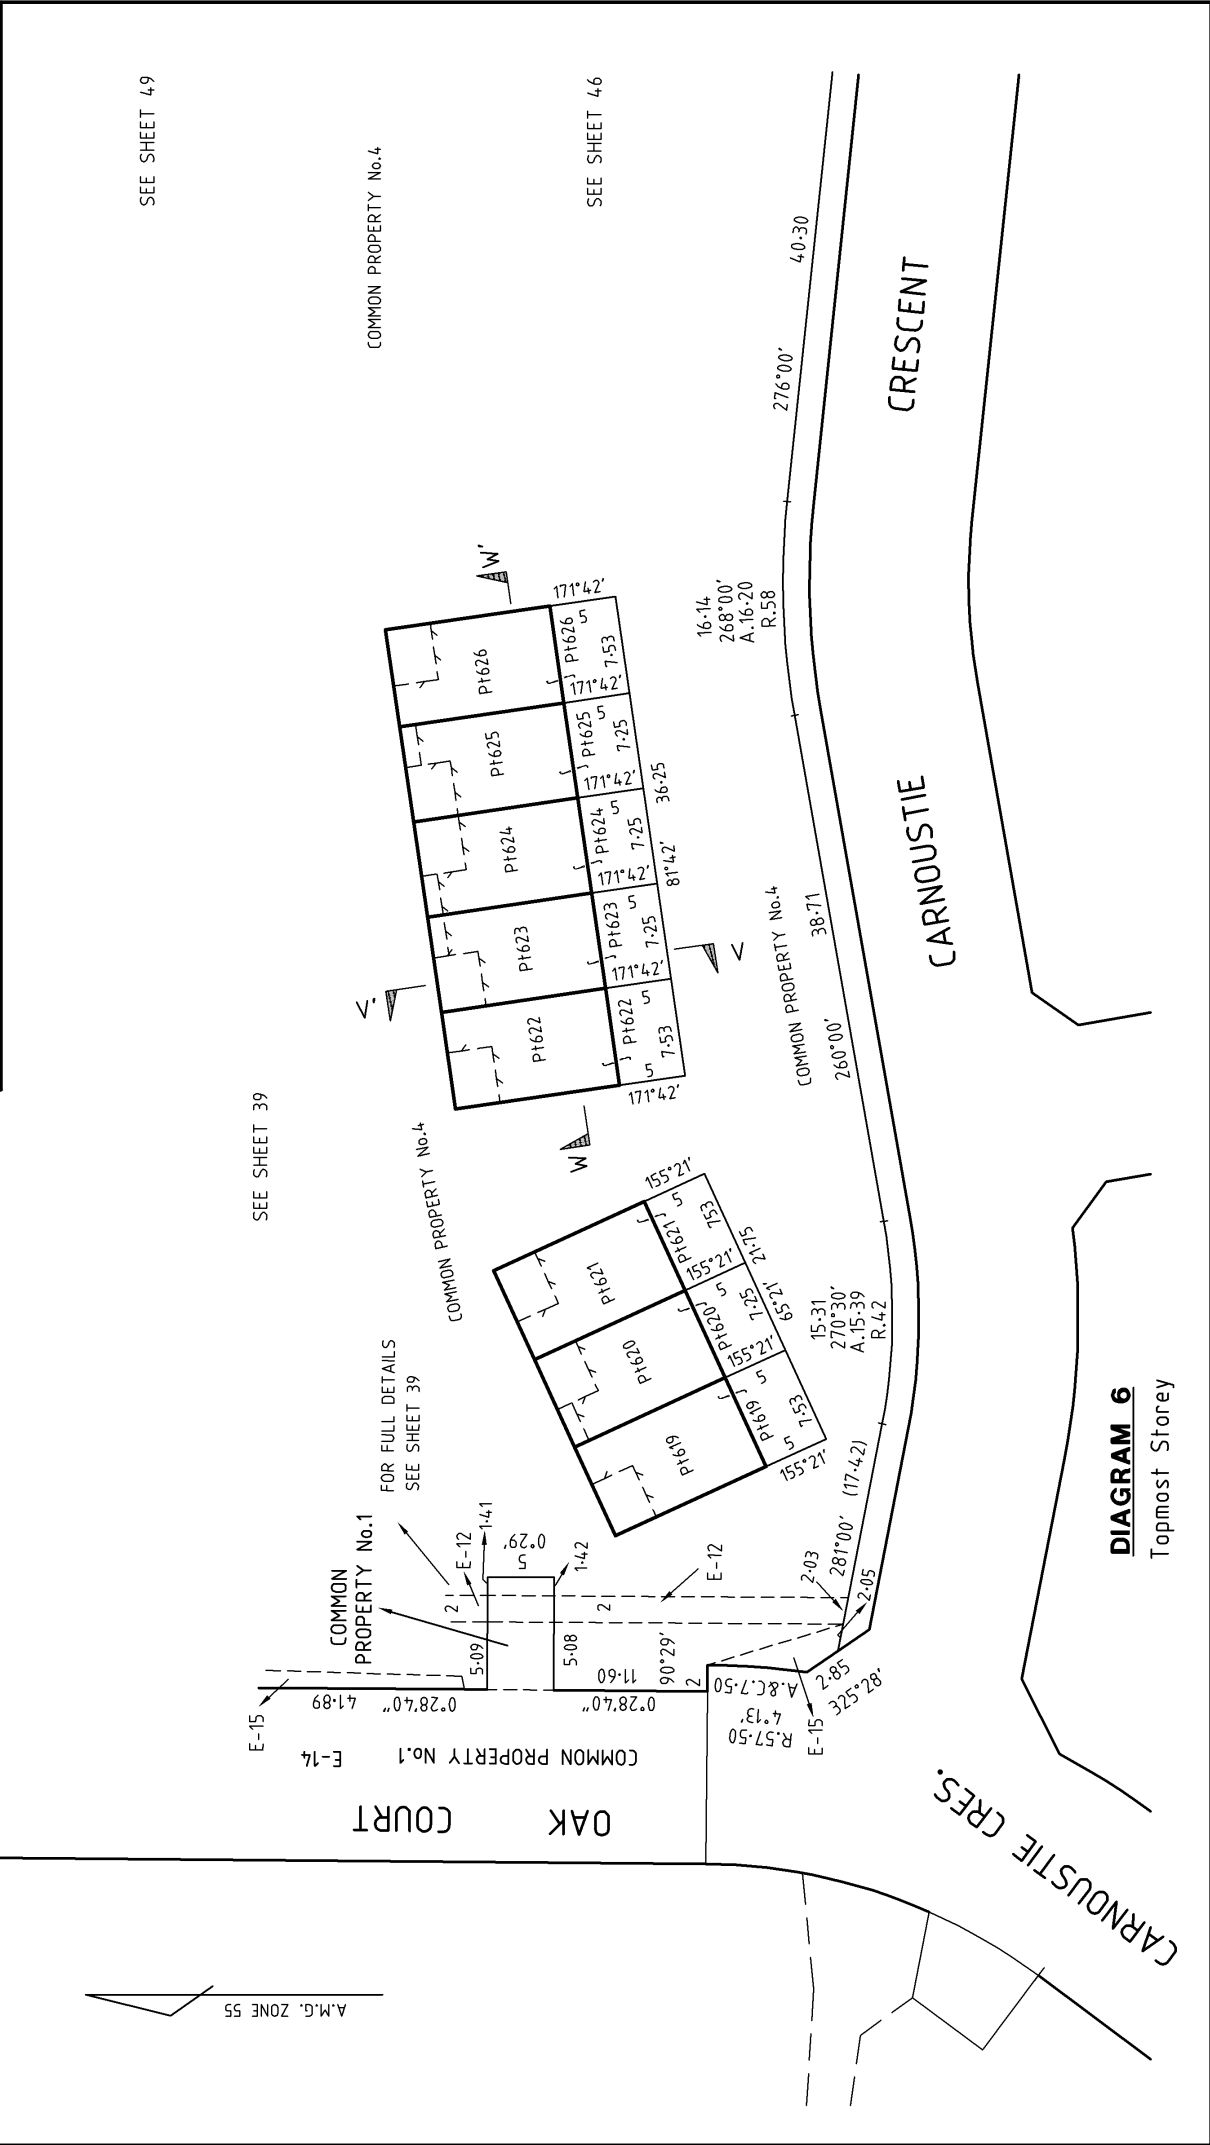 SEE SHEET 49
SEE SHEET 46
COMMON PROPERTY No.4
SEE SHEET 39
COMMON PROPERTY No.4
FOR FULL DETAILS
SEE SHEET 39
COMMON
PROPERTY No.1
E-12
1·41
5
0°29'
1·42
2
2
E-12
5·09
5·08
E-15
41·89
0°28'40"
0°28'40"
11·60
90°29'
2
A.&C.7·50
4°13'
R.57·50
E-15
2·85
325°28'
2·03
2·05
281°00'
(17·42)
E-14
COMMON PROPERTY No.1
OAK COURT
A.M.G. ZONE 55
CARNOUSTIE CRES.
Pt619
Pt620
Pt621
Pt619
Pt620
Pt621
155°21'
155°21'
155°21'
155°21'
5
5
5
5
7·53
7·25
753
65°21'
21·75
W
W'
V
V'
Pt622
Pt623
Pt624
Pt625
Pt626
Pt622
Pt623
Pt624
Pt625
Pt626
171°42'
171°42'
171°42'
171°42'
171°42'
171°42'
5
5
5
5
5
5
7·53
7·25
7·25
7·25
7·53
81°42'
36·25
COMMON PROPERTY No.4
15·31
270°30'
A.15·39
R.42
260°00'
38·71
16·14
268°00'
A.16·20
R.58
276°00'
40·30
CARNOUSTIE
CRESCENT
DIAGRAM 6
Topmost Storey